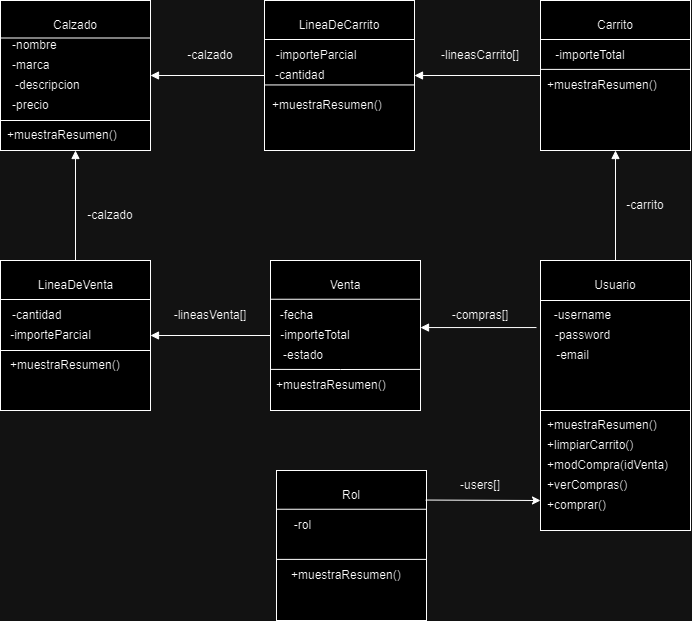 Calzado
-nombre
-marca
-descripcion
-precio
+muestraResumen()
-calzado
LineaDeCarrito
-importeParcial
-cantidad
+muestraResumen()
-lineasCarrito[]
Carrito
-importeTotal
+muestraResumen()
-calzado
-carrito
LineaDeVenta
-cantidad
-importeParcial
+muestraResumen()
-lineasVenta[]
Venta
-fecha
-importeTotal
-estado
+muestraResumen()
-compras[]
Usuario
-username
-password
-email
+muestraResumen()
+limpiarCarrito()
+modCompra(idVenta)
+verCompras()
+comprar()
Rol
-rol
+muestraResumen()
-users[]